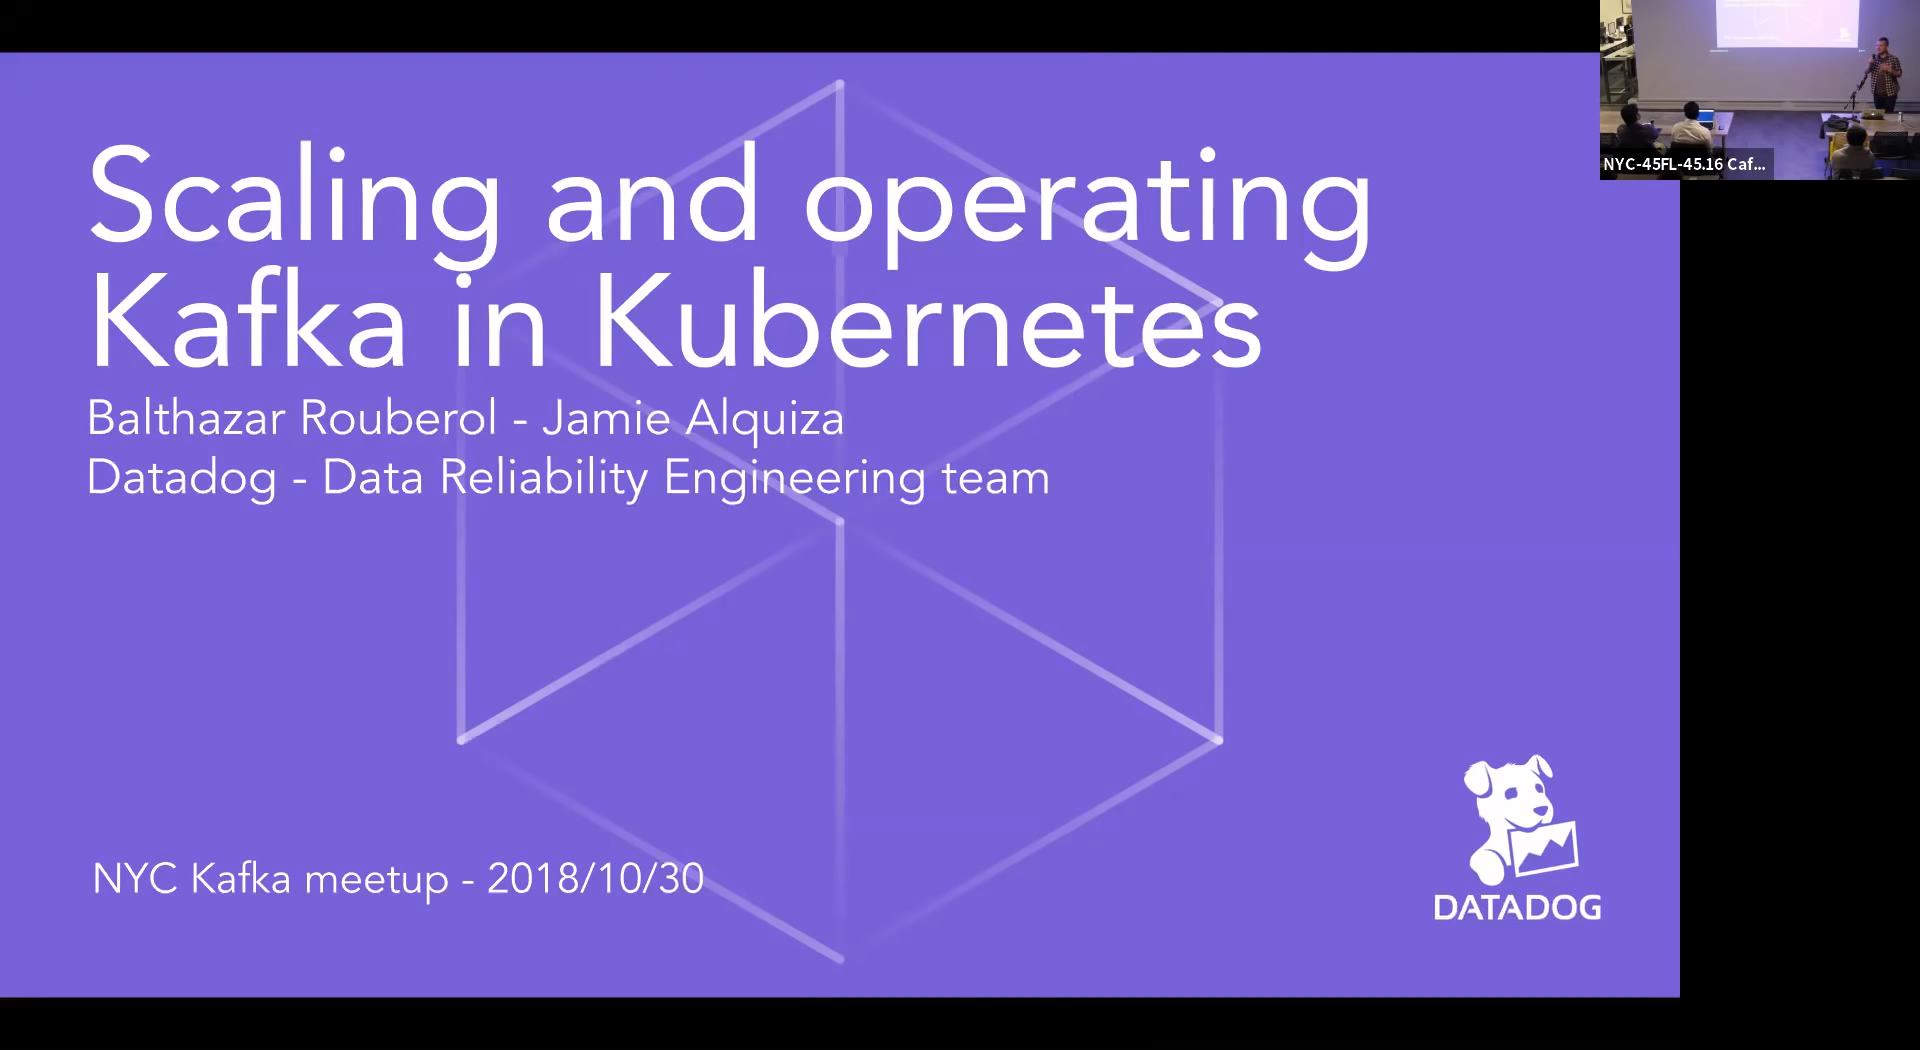 Scaling and operating
Kafka in Kubernetes
Balthazar Rouberol - Jamie Alquiza
Datadog - Data Reliability Engineering team
NYC Kafka meetup - 2018/10/30
DATADOG
NYC-45FL-45.16 Caf...